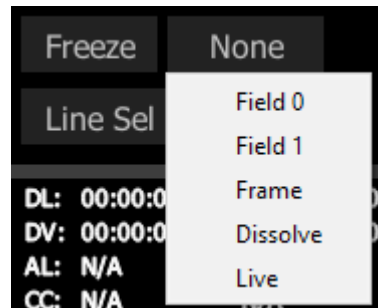 Freeze None
Line Sel
Field 0
Field 1
Frame
Dissolve
Live
DL: 00:00:0
DV: 00:00:0
AL: N/A
CC: N/A